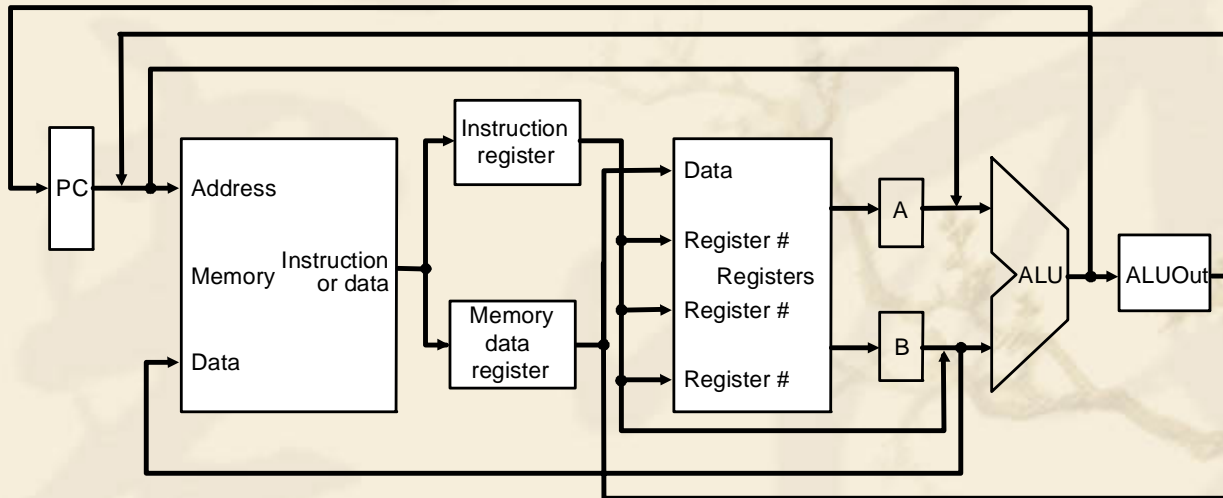 PC
Address
Memory
Instruction
or data
Data
Instruction
register
Memory
data
register
Data
Register #
Registers
Register #
Register #
A
B
ALU
ALUOut